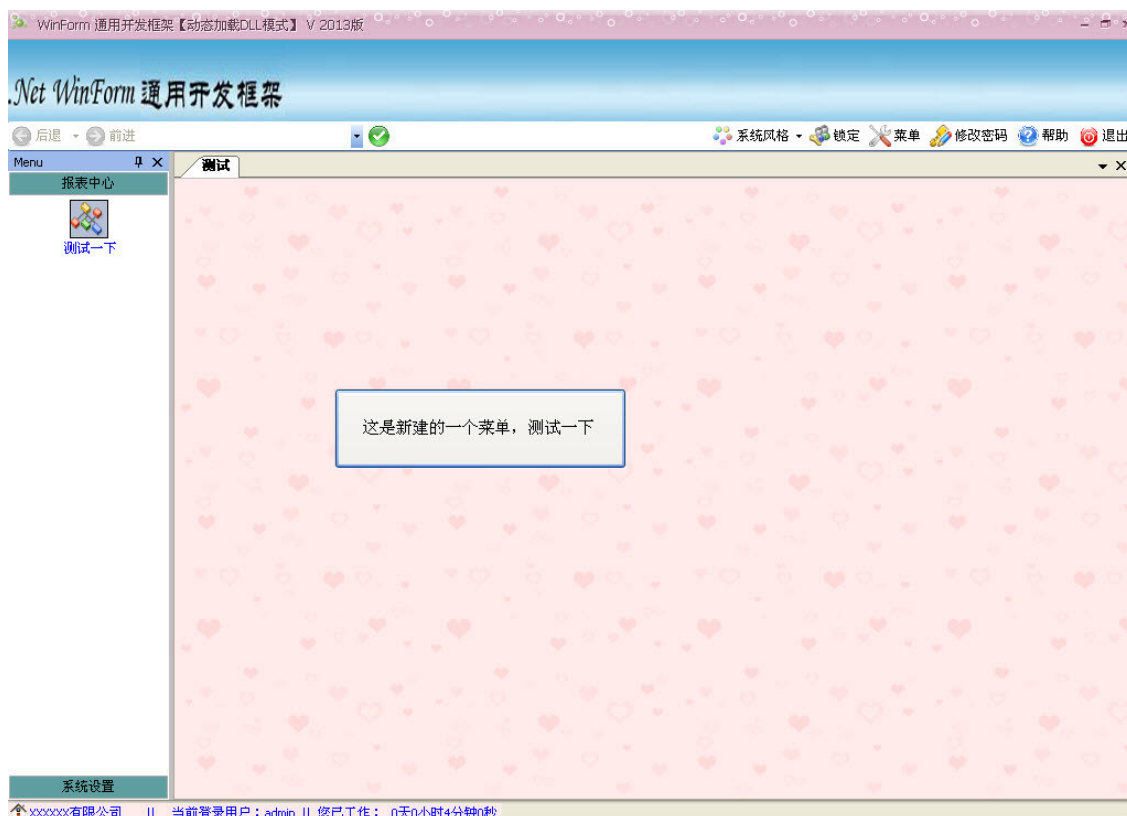 WinForm 通用开发框架【动态加载DLL模式】 V 2013版
.Net WinForm 通用开发框架
后退 前进 系统风格 锁定 菜单 修改密码 帮助 退出
Menu
测试
报表中心
测试一下
这是新建的一个菜单，测试一下
系统设置
xxxxxx有限公司 || 当前登录用户：admin || 您已工作： 0天0小时4分钟0秒